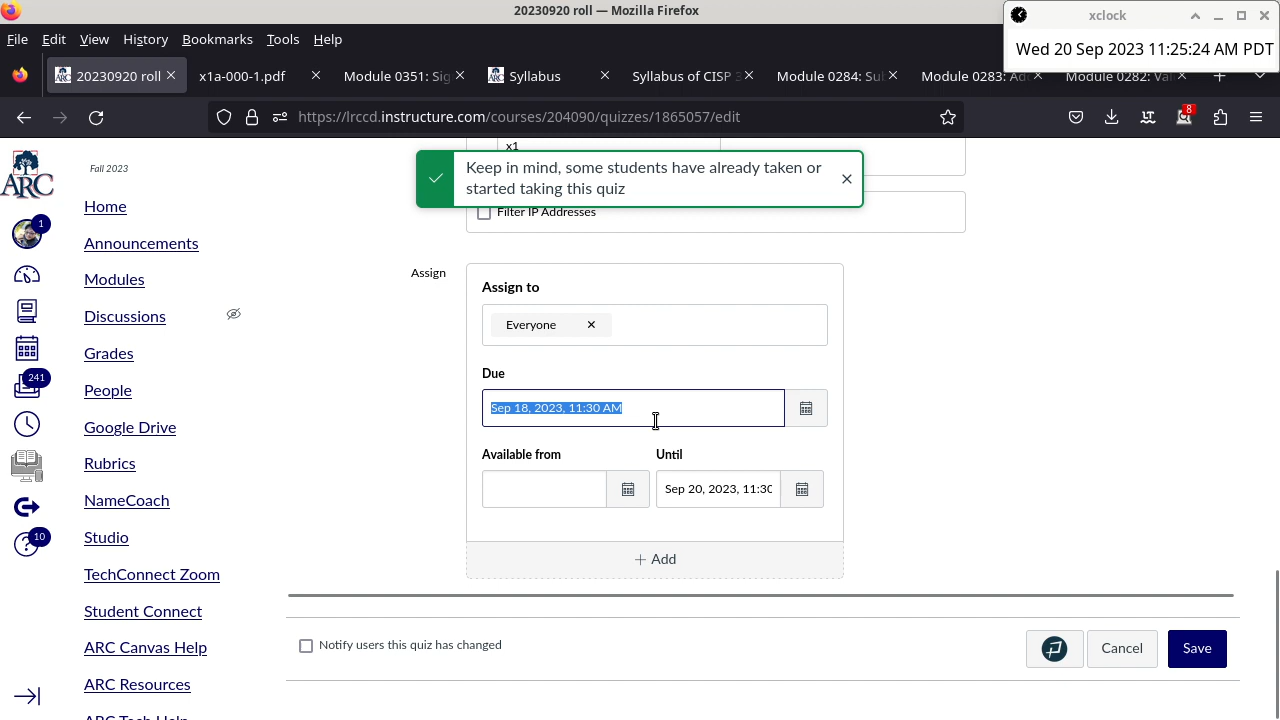 20230920 roll — Mozilla Firefox
xclock
Wed 20 Sep 2023 11:25:24 AM PDT
File Edit View History Bookmarks Tools Help
20230920 roll
x1a-000-1.pdf
Module 0351: Sig
Syllabus
Syllabus of CISP 3
Module 0284: Sul
Module 0283: Ad
Module 0282: Val
https://lrccd.instructure.com/courses/204090/quizzes/1865057/edit
8
ARC
Fall 2023
1
241
10
Home
Announcements
Modules
Discussions
Grades
People
Google Drive
Rubrics
NameCoach
Studio
TechConnect Zoom
Student Connect
ARC Canvas Help
ARC Resources
ARC Tech Help
x1
Keep in mind, some students have already taken or
started taking this quiz
Filter IP Addresses
Assign
Assign to
Everyone
Due
Sep 18, 2023, 11:30 AM
Available from
Until
Sep 20, 2023, 11:30
+ Add
Notify users this quiz has changed
Cancel
Save